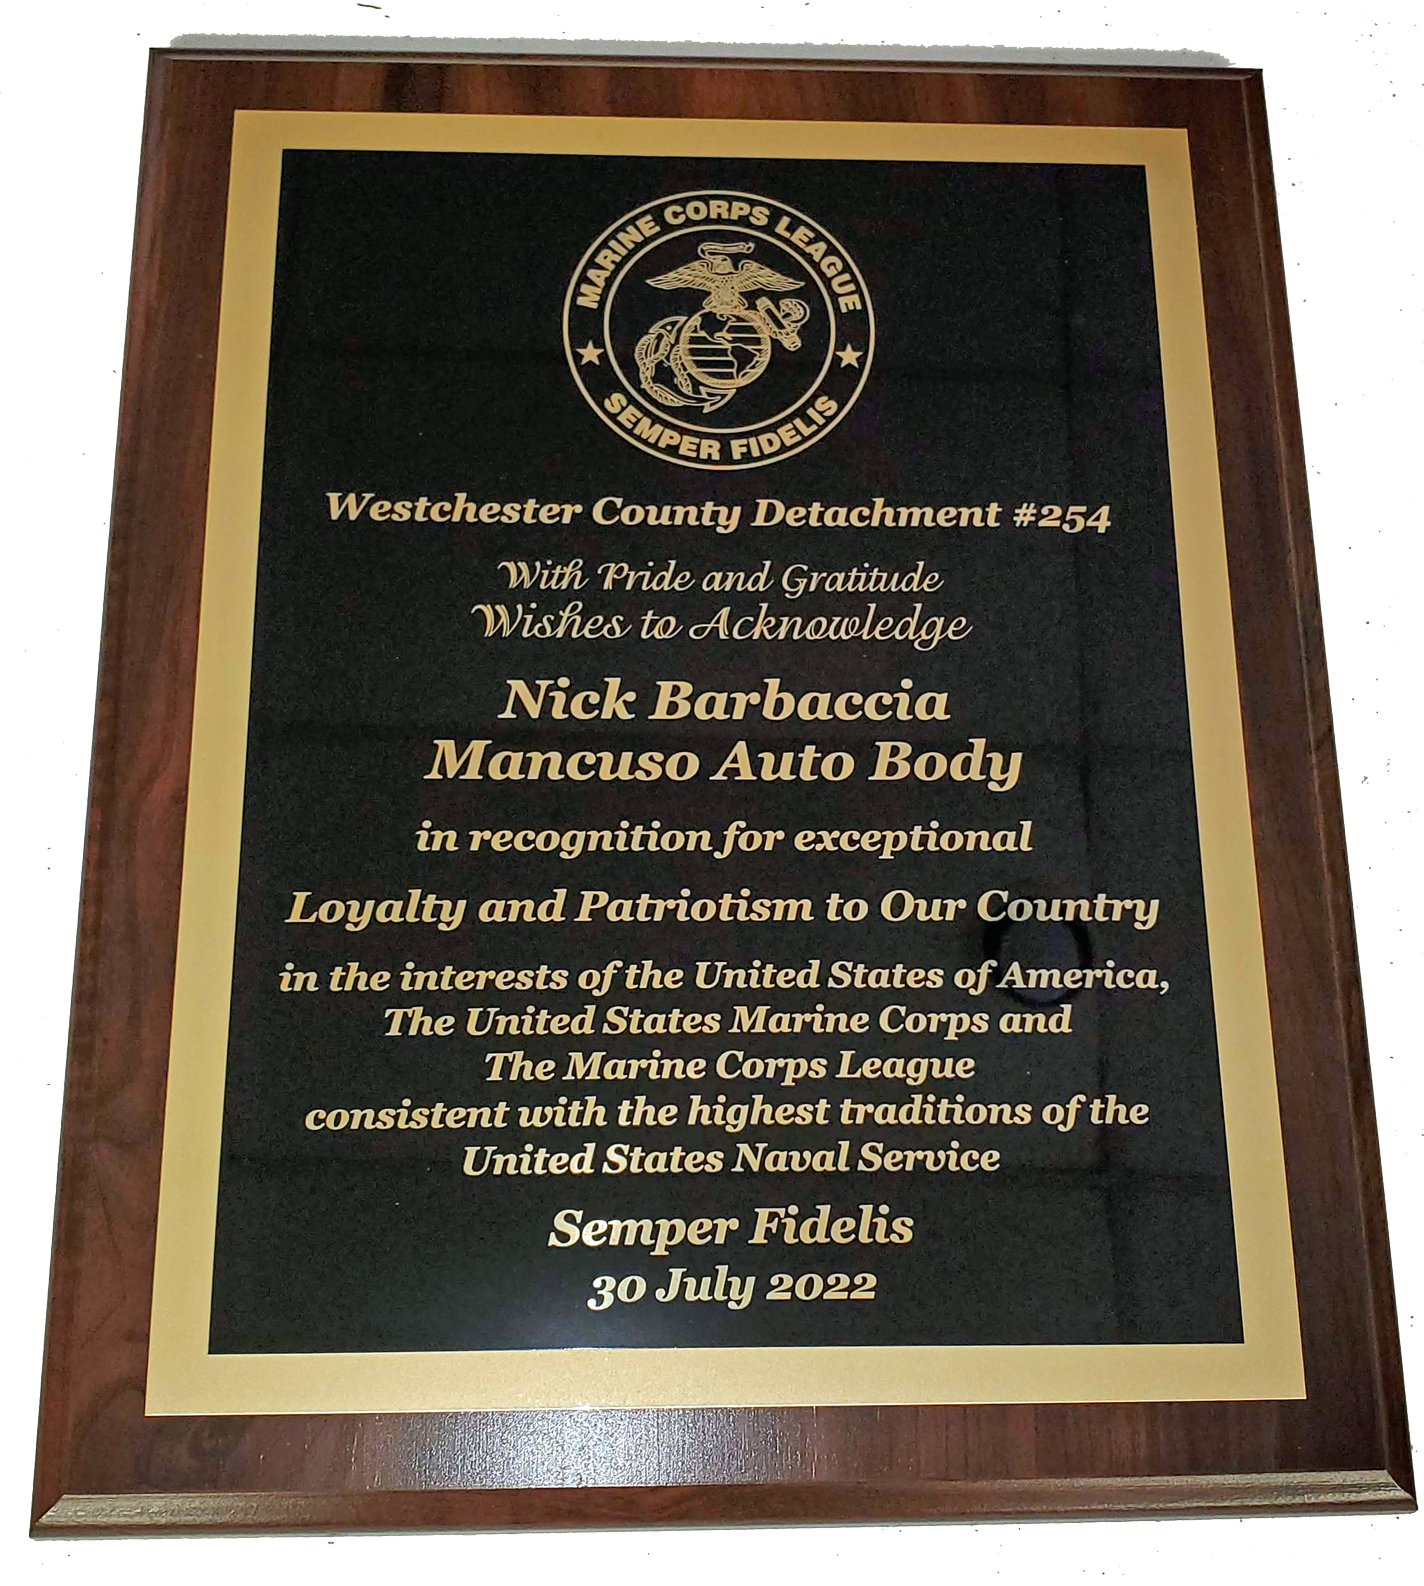 MARINE CORPS LEAGUE
SEMPER FIDELIS
Westchester County Detachment #254
With Pride and Gratitude
Wishes to Acknowledge
Nick Barbaccia
Mancuso Auto Body
in recognition for exceptional
Loyalty and Patriotism to Our Country
in the interests of the United States of America,
The United States Marine Corps and
The Marine Corps League
consistent with the highest traditions of the
United States Naval Service
Semper Fidelis
30 July 2022